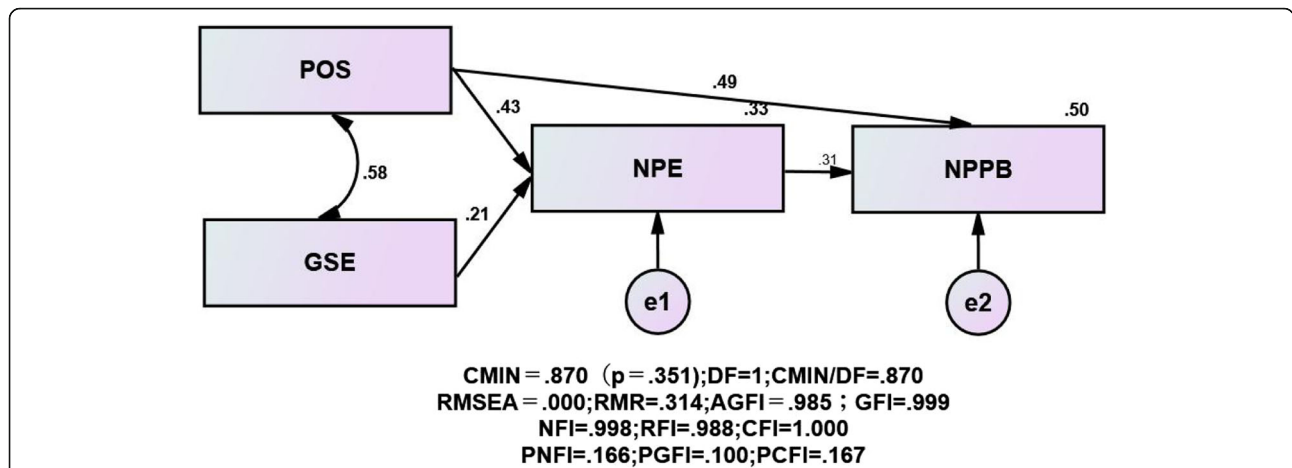 POS
.49
.43
.33
.50
NPE
.31
NPPB
.58
.21
GSE
e1
e2
CMIN＝.870（p＝.351);DF=1;CMIN/DF=.870
RMSEA＝.000;RMR=.314;AGFI＝.985；GFI=.999
NFI=.998;RFI=.988;CFI=1.000
PNFI=.166;PGFI=.100;PCFI=.167